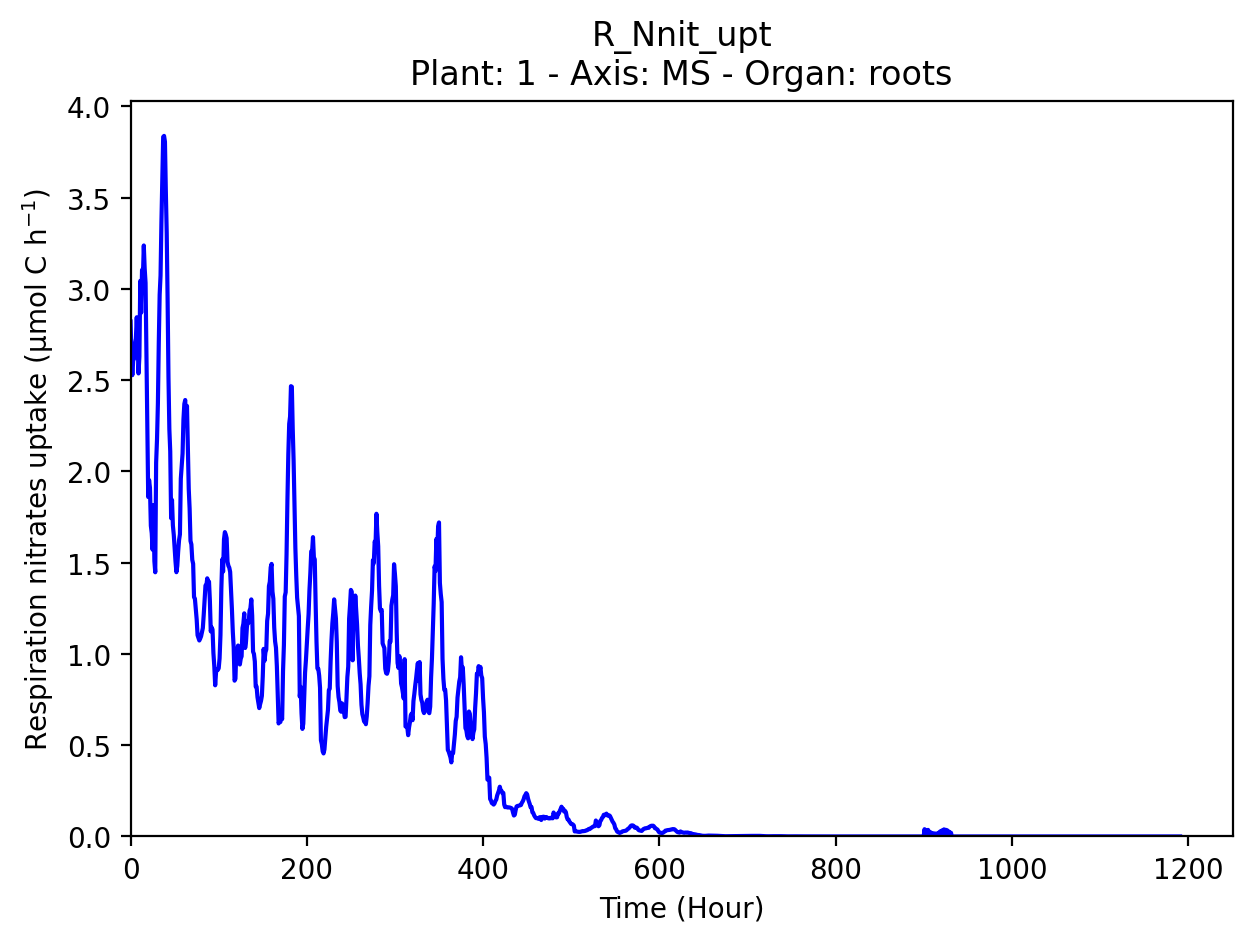 R_Nnit_upt
Plant: 1 - Axis: MS - Organ: roots
Respiration nitrates uptake (µmol C h⁻¹)
4.0
3.5
3.0
2.5
2.0
1.5
1.0
0.5
0.0
0 200 400 600 800 1000 1200
Time (Hour)